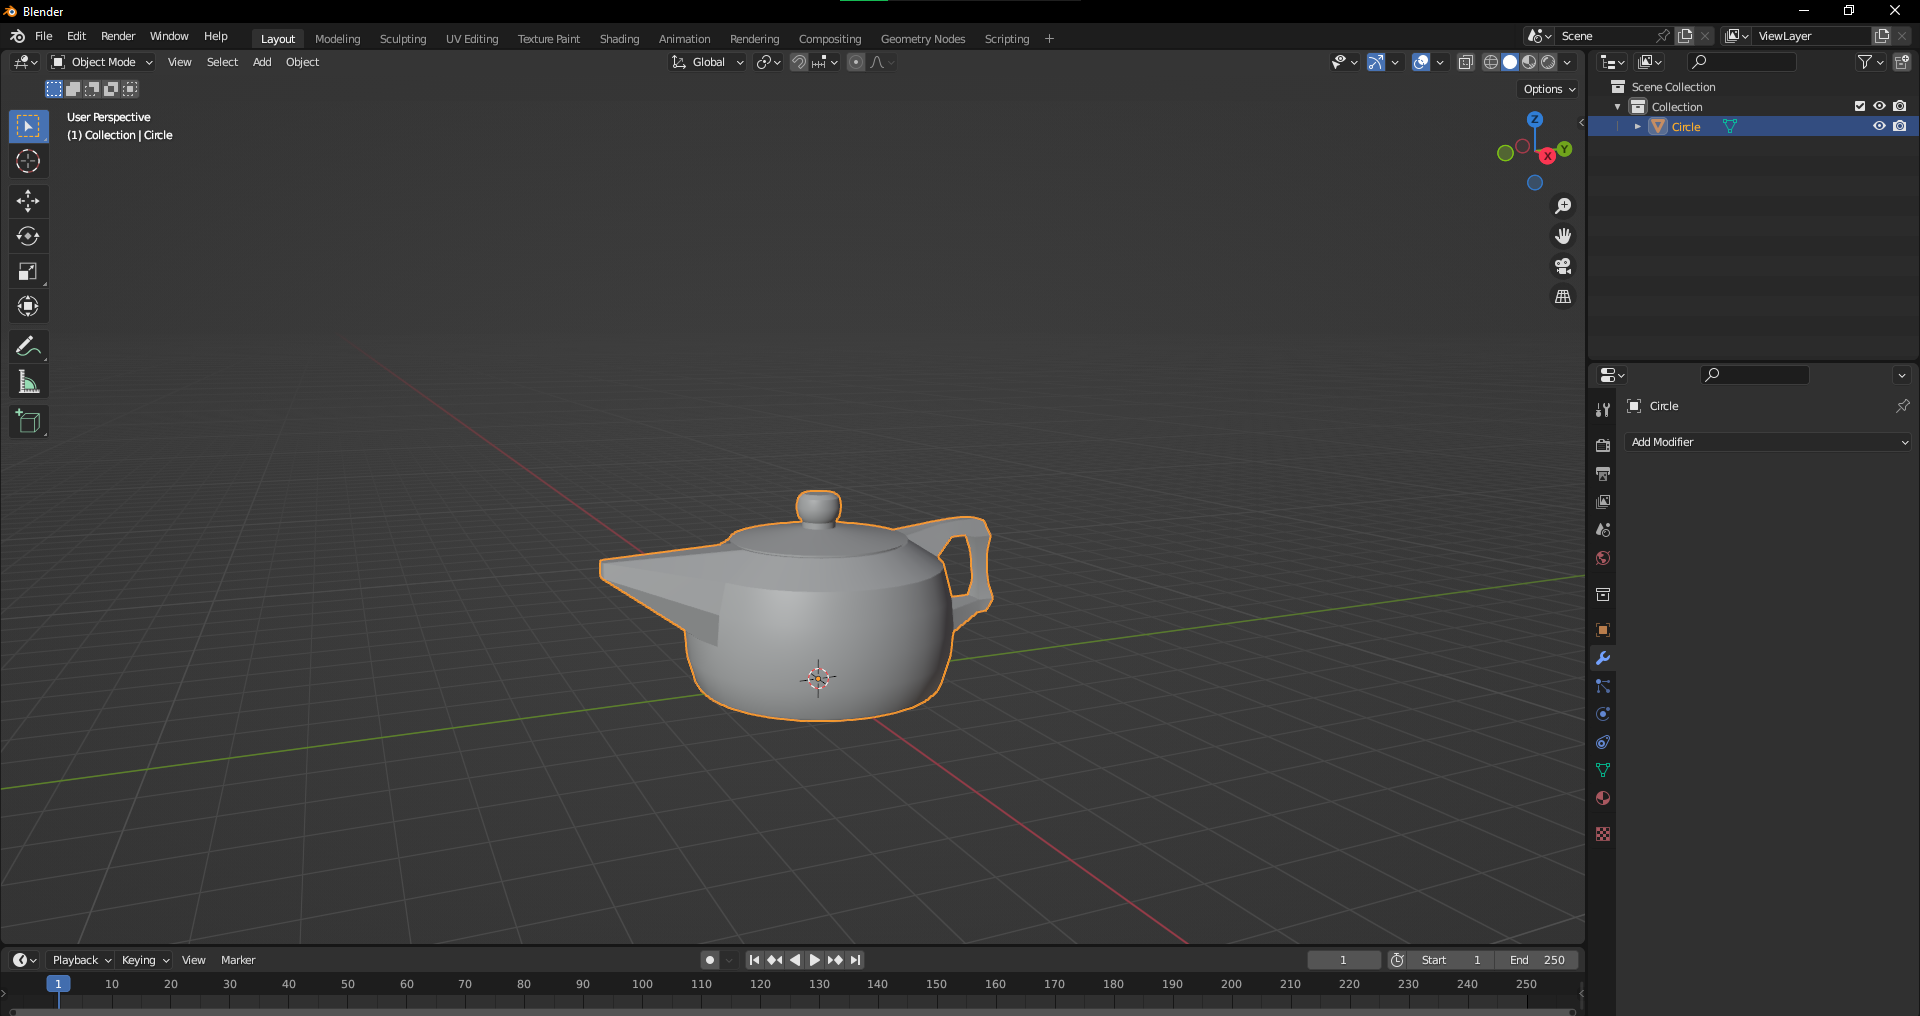 Blender
File Edit Render Window Help Layout Modeling Sculpting UV Editing Texture Paint Shading Animation Rendering Compositing Geometry Nodes Scripting + Scene ViewLayer
Object Mode View Select Add Object Global
Options
User Perspective
(1) Collection | Circle
Z
Y
X
Scene Collection
Collection
Circle
Circle
Add Modifier
Playback Keying View Marker 1 Start 1 End 250
1 10 20 30 40 50 60 70 80 90 100 110 120 130 140 150 160 170 180 190 200 210 220 230 240 250